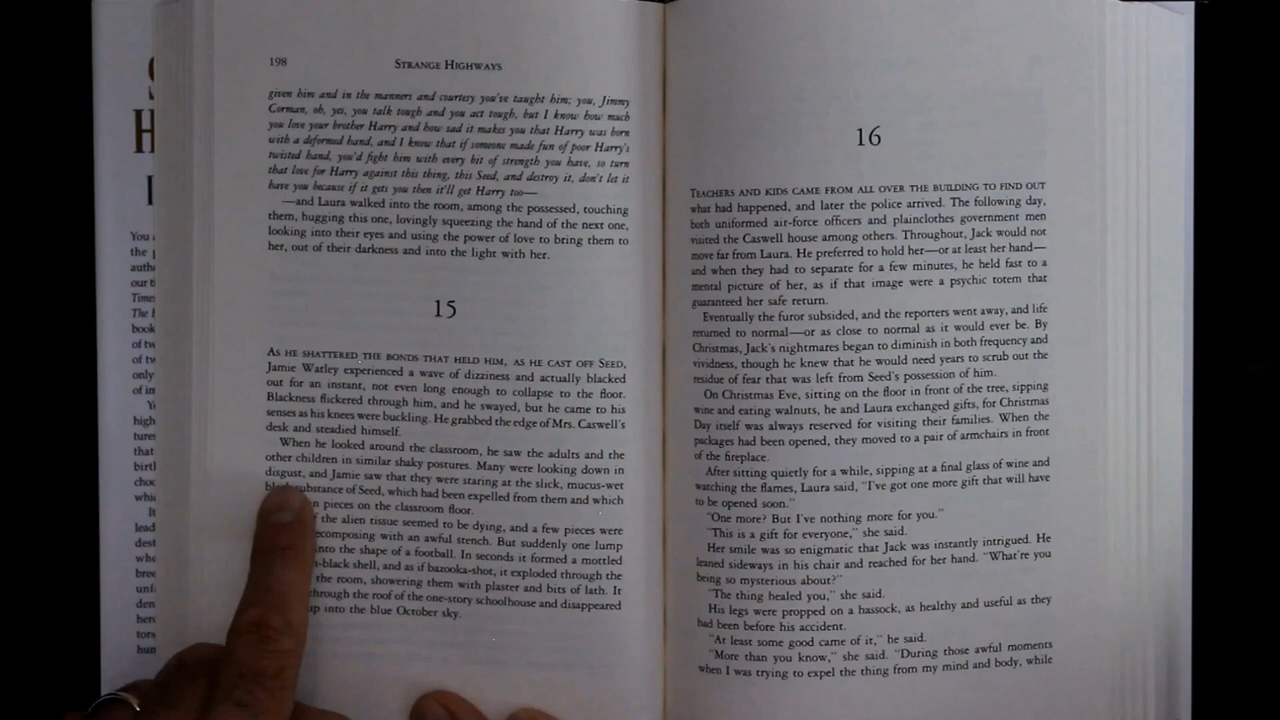 S
H
You
the
auth
our
Time
The
book
of tw
of tw
only
of
high
ture
that
birt
choo
whi
lead
dest
whe
bree
unf
den
hero
tors
hum
198
STRANGE HIGHWAYS
given him and in the manners and courtesy you've taught him; you, Jimmy
Corman, oh, yes, you talk tough and you act tough, but I know how much
you love your brother Harry and how sad it makes you that Harry was born
with a deformed hand, and I know that if someone made fun of poor Harry's
twisted hand, you'd fight him with every bit of strength you have, so turn
that love for Harry against this thing, this Seed, and destroy it, don't let it
have you because if it gets you then it'll get Harry too—
—and Laura walked into the room, among the possessed, touching
them, hugging this one, lovingly squeezing the hand of the next one,
looking into their eyes and using the power of love to bring them to
her, out of their darkness and into the light with her.
15
AS HE SHATTERED THE BONDS THAT HELD HIM, AS HE CAST OFF SEED,
Jamie Watley experienced a wave of dizziness and actually blacked
out for an instant, not even long enough to collapse to the floor.
Blackness flickered through him, and he swayed, but he came to his
senses as his knees were buckling. He grabbed the edge of Mrs. Caswell's
desk and steadied himself.
When he looked around the classroom, he saw the adults and the
other children in similar shaky postures. Many were looking down in
disgust, and Jamie saw that they were staring at the slick, mucus-wet
substance of Seed, which had been expelled from them and which
in pieces on the classroom floor.
the alien tissue seemed to be dying, and a few pieces were
ecomposing with an awful stench. But suddenly one lump
into the shape of a football. In seconds it formed a mottled
-black shell, and as if bazooka-shot, it exploded through the
the room, showering them with plaster and bits of lath. It
through the roof of the one-story schoolhouse and disappeared
up into the blue October sky.
16
TEACHERS AND KIDS CAME FROM ALL OVER THE BUILDING TO FIND OUT
what had happened, and later the police arrived. The following day,
both uniformed air-force officers and plainclothes government men
visited the Caswell house among others. Throughout, Jack would not
move far from Laura. He preferred to hold her—or at least her hand—
and when they had to separate for a few minutes, he held fast to a
mental picture of her, as if that image were a psychic totem that
guaranteed her safe return.
Eventually the furor subsided, and the reporters went away, and life
returned to normal—or as close to normal as it would ever be. By
Christmas, Jack's nightmares began to diminish in both frequency and
vividness, though he knew that he would need years to scrub out the
residue of fear that was left from Seed's possession of him.
On Christmas Eve, sitting on the floor in front of the tree, sipping
wine and eating walnuts, he and Laura exchanged gifts, for Christmas
Day itself was always reserved for visiting their families. When the
packages had been opened, they moved to a pair of armchairs in front
of the fireplace.
After sitting quietly for a while, sipping at a final glass of wine and
watching the flames, Laura said, "I've got one more gift that will have
to be opened soon."
"One more? But I've nothing more for you."
"This is a gift for everyone," she said.
Her smile was so enigmatic that Jack was instantly intrigued. He
leaned sideways in his chair and reached for her hand. "What're you
being so mysterious about?"
"The thing healed you," she said.
His legs were propped on a hassock, as healthy and useful as they
had been before his accident.
"At least some good came of it," he said.
"More than you know," she said. "During those awful moments
when I was trying to expel the thing from my mind and body, while